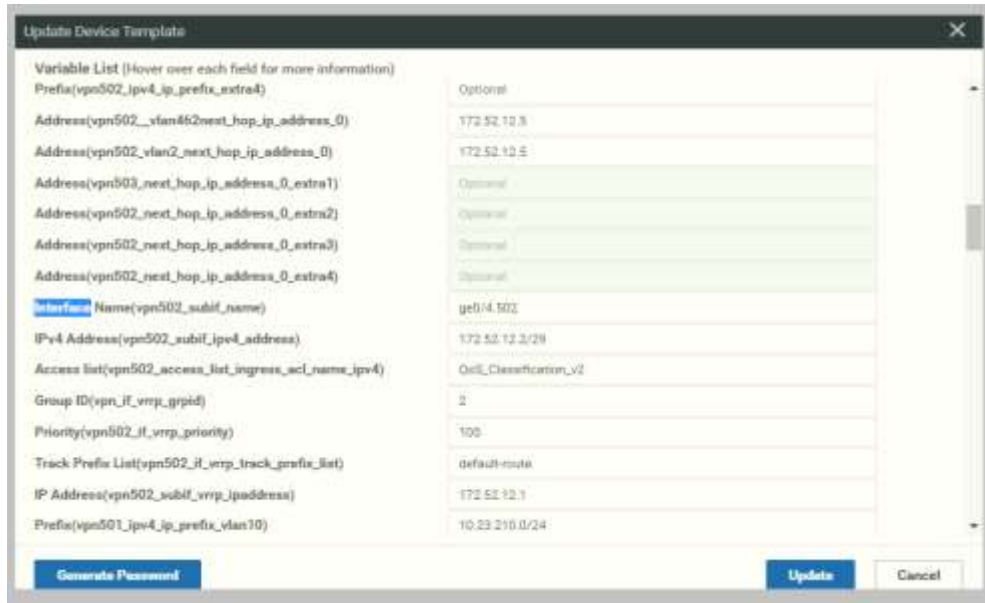 Update Device Template
Variable List (Hover over each field for more information)
Prefix(vpn502_ipv4_ip_prefix_extra4) Optional
Address(vpn502__vlan462next_hop_ip_address_0) 172.52.12.5
Address(vpn502_vlan2_next_hop_ip_address_0) 172.52.12.5
Address(vpn503_next_hop_ip_address_0_extra1) Optional
Address(vpn502_next_hop_ip_address_0_extra2) Optional
Address(vpn502_next_hop_ip_address_0_extra3) Optional
Address(vpn502_next_hop_ip_address_0_extra4) Optional
Interface Name(vpn502_subif_name) ge0/4.502
IPv4 Address(vpn502_subif_ipv4_address) 172.52.12.2/29
Access list(vpn502_access_list_ingress_acl_name_ipv4) QoS_Classification_v2
Group ID(vpn_if_vrrp_grpid) 2
Priority(vpn502_if_vrrp_priority) 100
Track Prefix List(vpn502_if_vrrp_track_prefix_list) default-route
IP Address(vpn502_subif_vrrp_ipaddress) 172.52.12.1
Prefix(vpn501_ipv4_ip_prefix_vlan10) 10.23.210.0/24
Generate Password Update Cancel